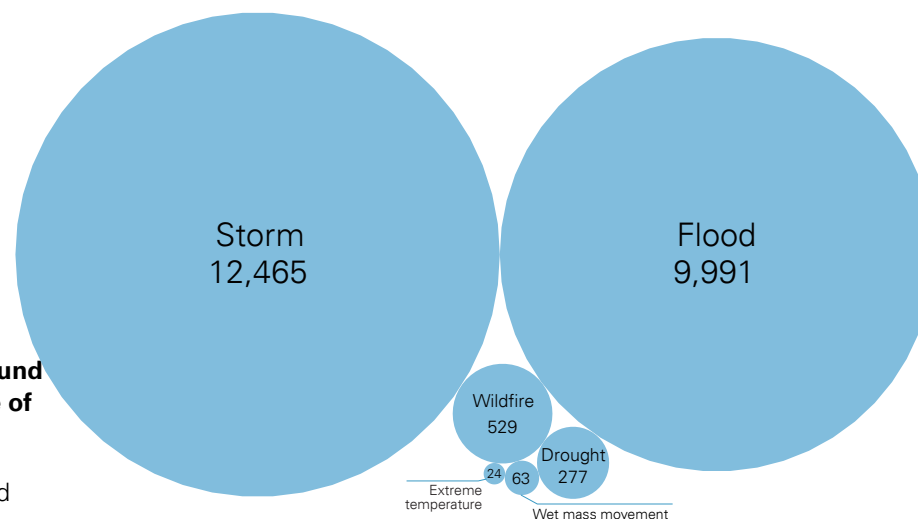 Storm
12,465
Flood
9,991
und
of
d
Wildfire
529
Drought
277
24
63
Extreme
temperature
Wet mass movement